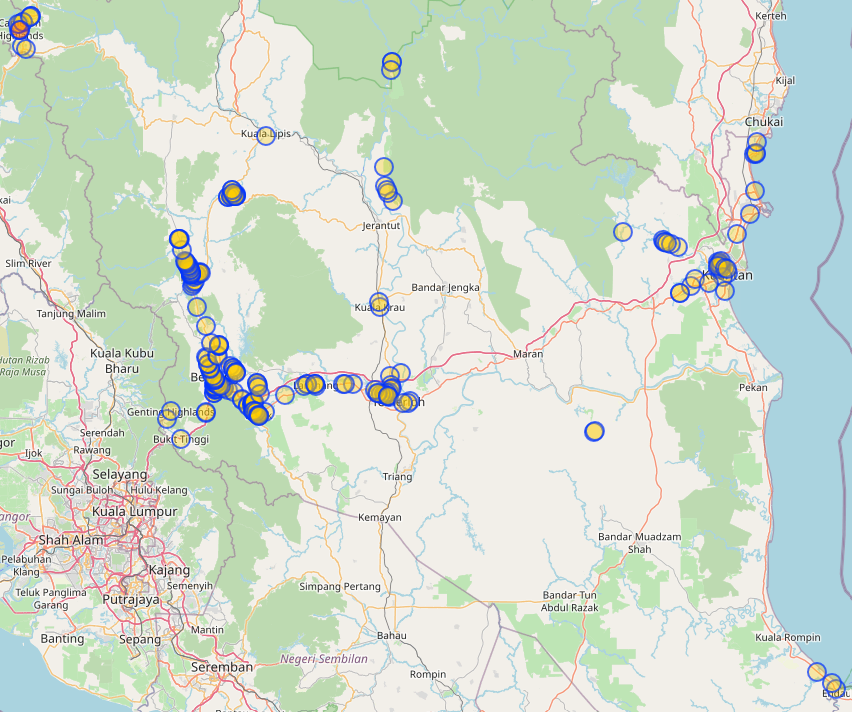 Kerteh
Kijal
Chukai
Kuala Lipis
Jerantut
Slim River
Bandar Jengka
Kuala Krau
Tanjung Malim
Kuala Kubu
Bharu
Hutan Rizab
Raja Musa
Maran
Pekan
Genting Highlands
Serendah
Bukit Tinggi
Ijok
Rawang
Selayang
Triang
Sungai Buloh
Hulu Kelang
Kuala Lumpur
Kemayan
Shah Alam
Bandar Muadzam
Shah
Pelabuhan
Klang
Kajang
Semenyih
Simpang Pertang
Teluk Panglima
Garang
Putrajaya
Bandar Tun
Abdul Razak
Mantin
Banting
Sepang
Bahau
Kuala Rompin
Negeri Sembilan
Seremban
Rompin